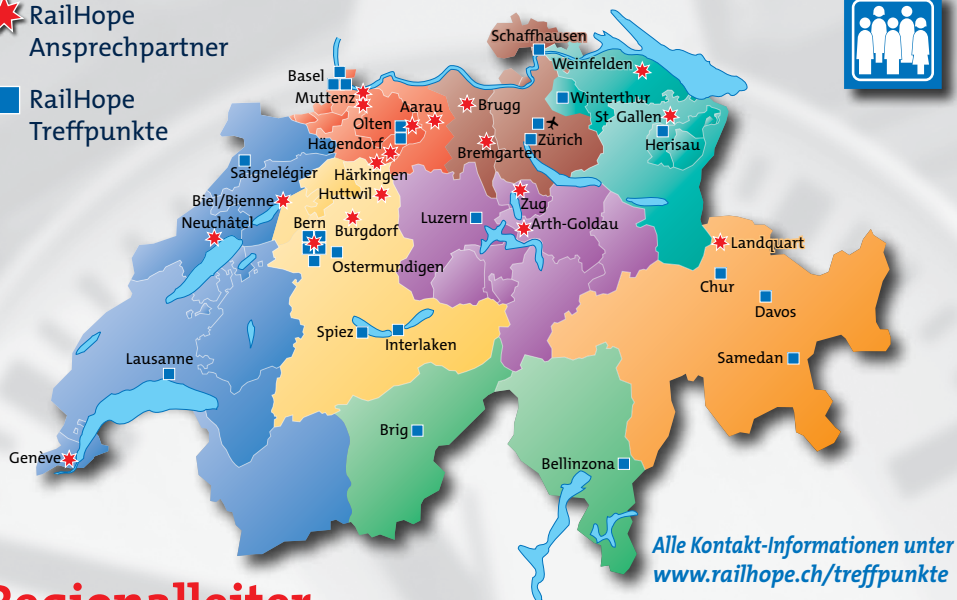 RailHope
Ansprechpartner
RailHope
Treffpunkte
Schaffhausen
Weinfelden
Basel
Muttenz
Aarau
Brugg
Winterthur
St. Gallen
Olten
Zürich
Hägendorf
Bremgarten
Herisau
Saignelégier
Härkingen
Huttwil
Biel/Bienne
Zug
Neuchâtel
Bern
Burgdorf
Luzern
Arth-Goldau
Landquart
Ostermundigen
Chur
Davos
Spiez
Interlaken
Lausanne
Samedan
Brig
Genève
Bellinzona
Alle Kontakt-Informationen unter
www.railhope.ch/treffpunkte
Regionalleiter